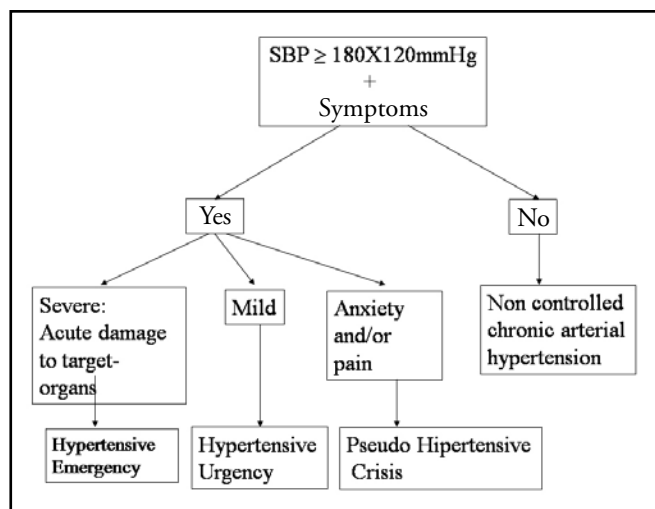 SBP ≥ 180X120mmHg
+
Symptoms
Yes
No
Severe:
Acute damage
to target-
organs
Mild
Anxiety
and/or
pain
Non controlled
chronic arterial
hypertension
Hypertensive
Emergency
Hypertensive
Urgency
Pseudo Hipertensive
Crisis